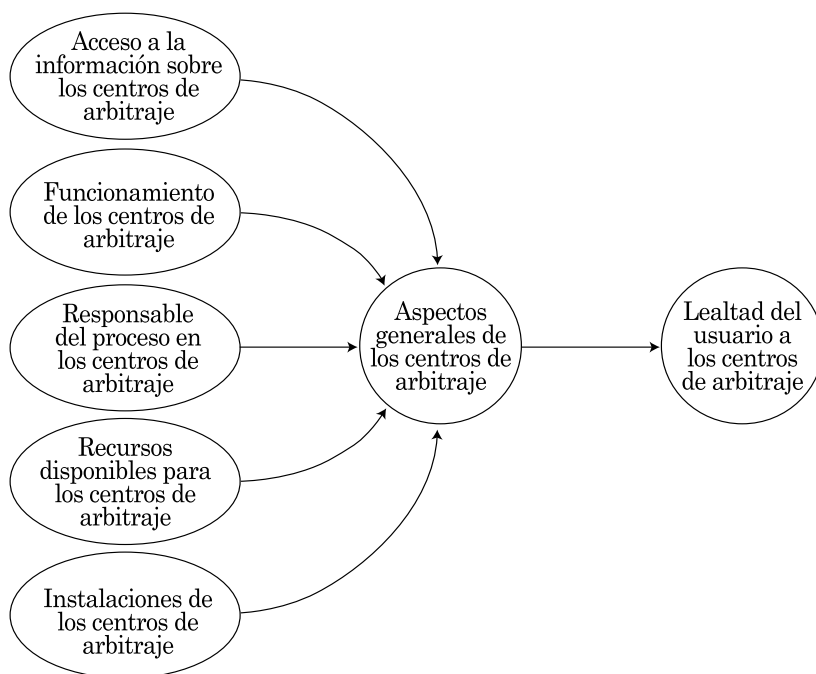 Acceso a la
información sobre
los centros de
arbitraje
Funcionamiento
de los centros de
arbitraje
Responsable
del proceso en
los centros de
arbitraje
Recursos
disponibles para
los centros de
arbitraje
Instalaciones de
los centros de
arbitraje
Aspectos
generales de
los centros de
arbitraje
Lealtad del
usuario a
los centros
de arbitraje